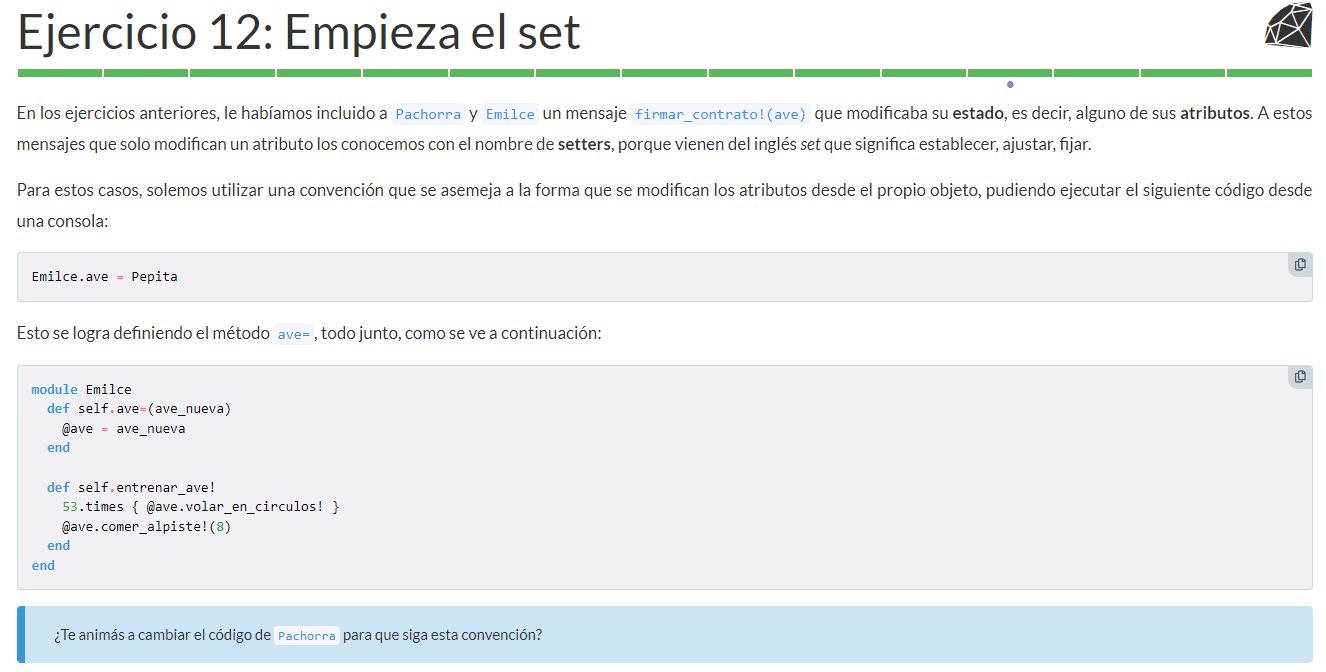 Ejercicio 12: Empieza el set
En los ejercicios anteriores, le habíamos incluido a Pachorra y Emilce un mensaje firmar_contrato!(ave) que modificaba su estado, es decir, alguno de sus atributos. A estos
mensajes que solo modifican un atributo los conocemos con el nombre de setters, porque vienen del inglés set que significa establecer, ajustar, fijar.
Para estos casos, solemos utilizar una convención que se asemeja a la forma que se modifican los atributos desde el propio objeto, pudiendo ejecutar el siguiente código desde
una consola:
Emilce.ave = Pepita
Esto se logra definiendo el método ave=, todo junto, como se ve a continuación:
module Emilce
  def self.ave=(ave_nueva)
    @ave = ave_nueva
  end
  def self.entrenar_ave!
    53.times { @ave.volar_en_circulos! }
    @ave.comer_alpiste!(8)
  end
end
¿Te animás a cambiar el código de Pachorra para que siga esta convención?